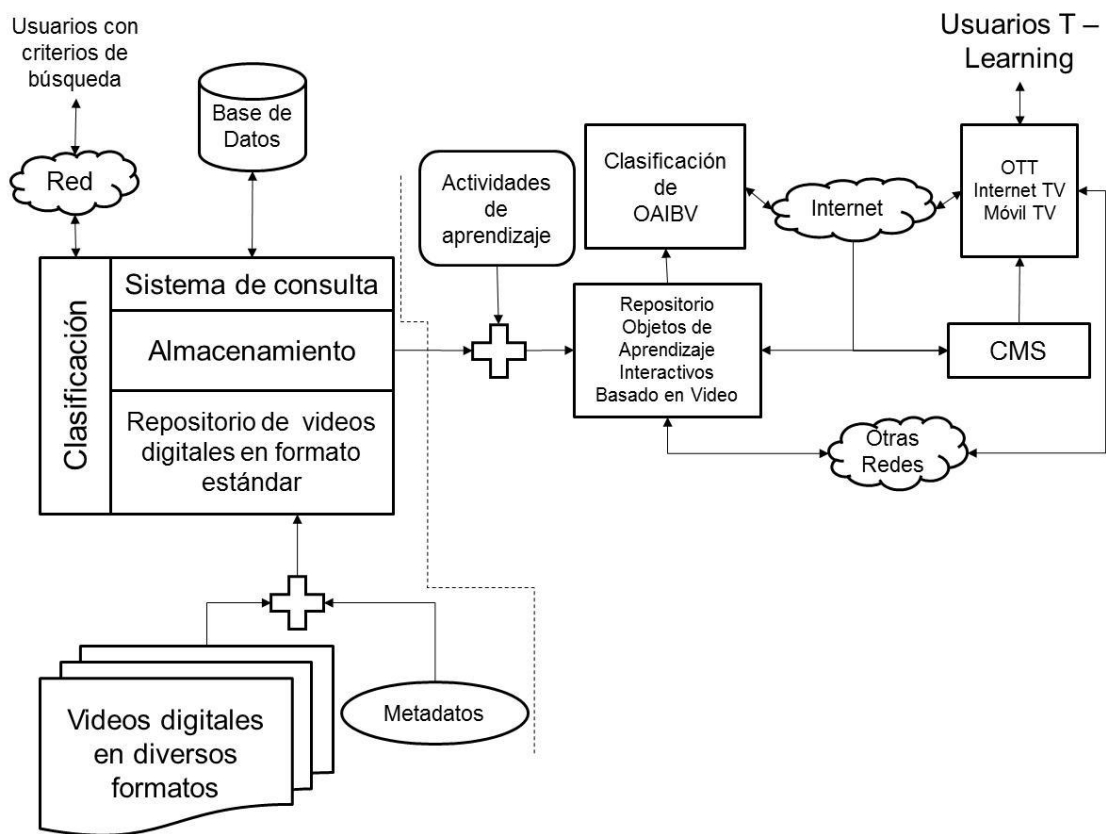 Usuarios con
criterios de
búsqueda
Red
Base de
Datos
Clasificación
Sistema de consulta
Almacenamiento
Repositorio de videos
digitales en formato
estándar
Videos digitales
en diversos
formatos
Metadatos
Actividades
de
aprendizaje
Clasificación
de
OAIBV
Repositorio
Objetos de
Aprendizaje
Interactivos
Basado en Video
Internet
Usuarios T –
Learning
OTT
Internet TV
Móvil TV
CMS
Otras
Redes